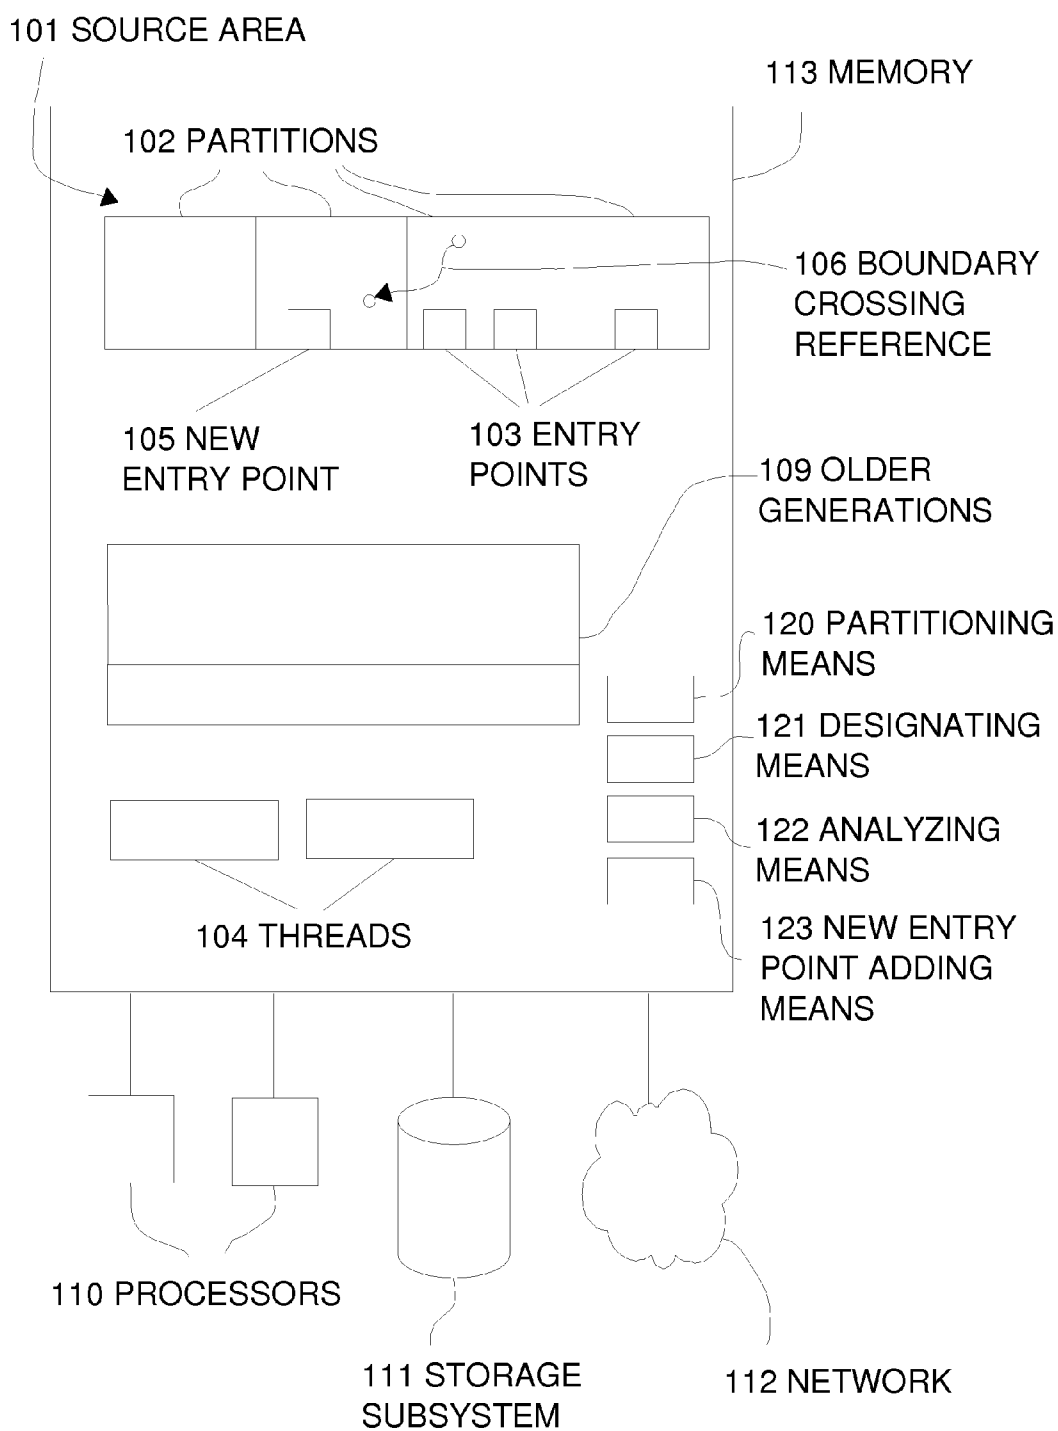 101 SOURCE AREA
113 MEMORY
102 PARTITIONS
106 BOUNDARY
CROSSING
REFERENCE
105 NEW
ENTRY POINT
103 ENTRY
POINTS
109 OLDER
GENERATIONS
120 PARTITIONING
MEANS
121 DESIGNATING
MEANS
122 ANALYZING
MEANS
104 THREADS
123 NEW ENTRY
POINT ADDING
MEANS
110 PROCESSORS
111 STORAGE
SUBSYSTEM
112 NETWORK